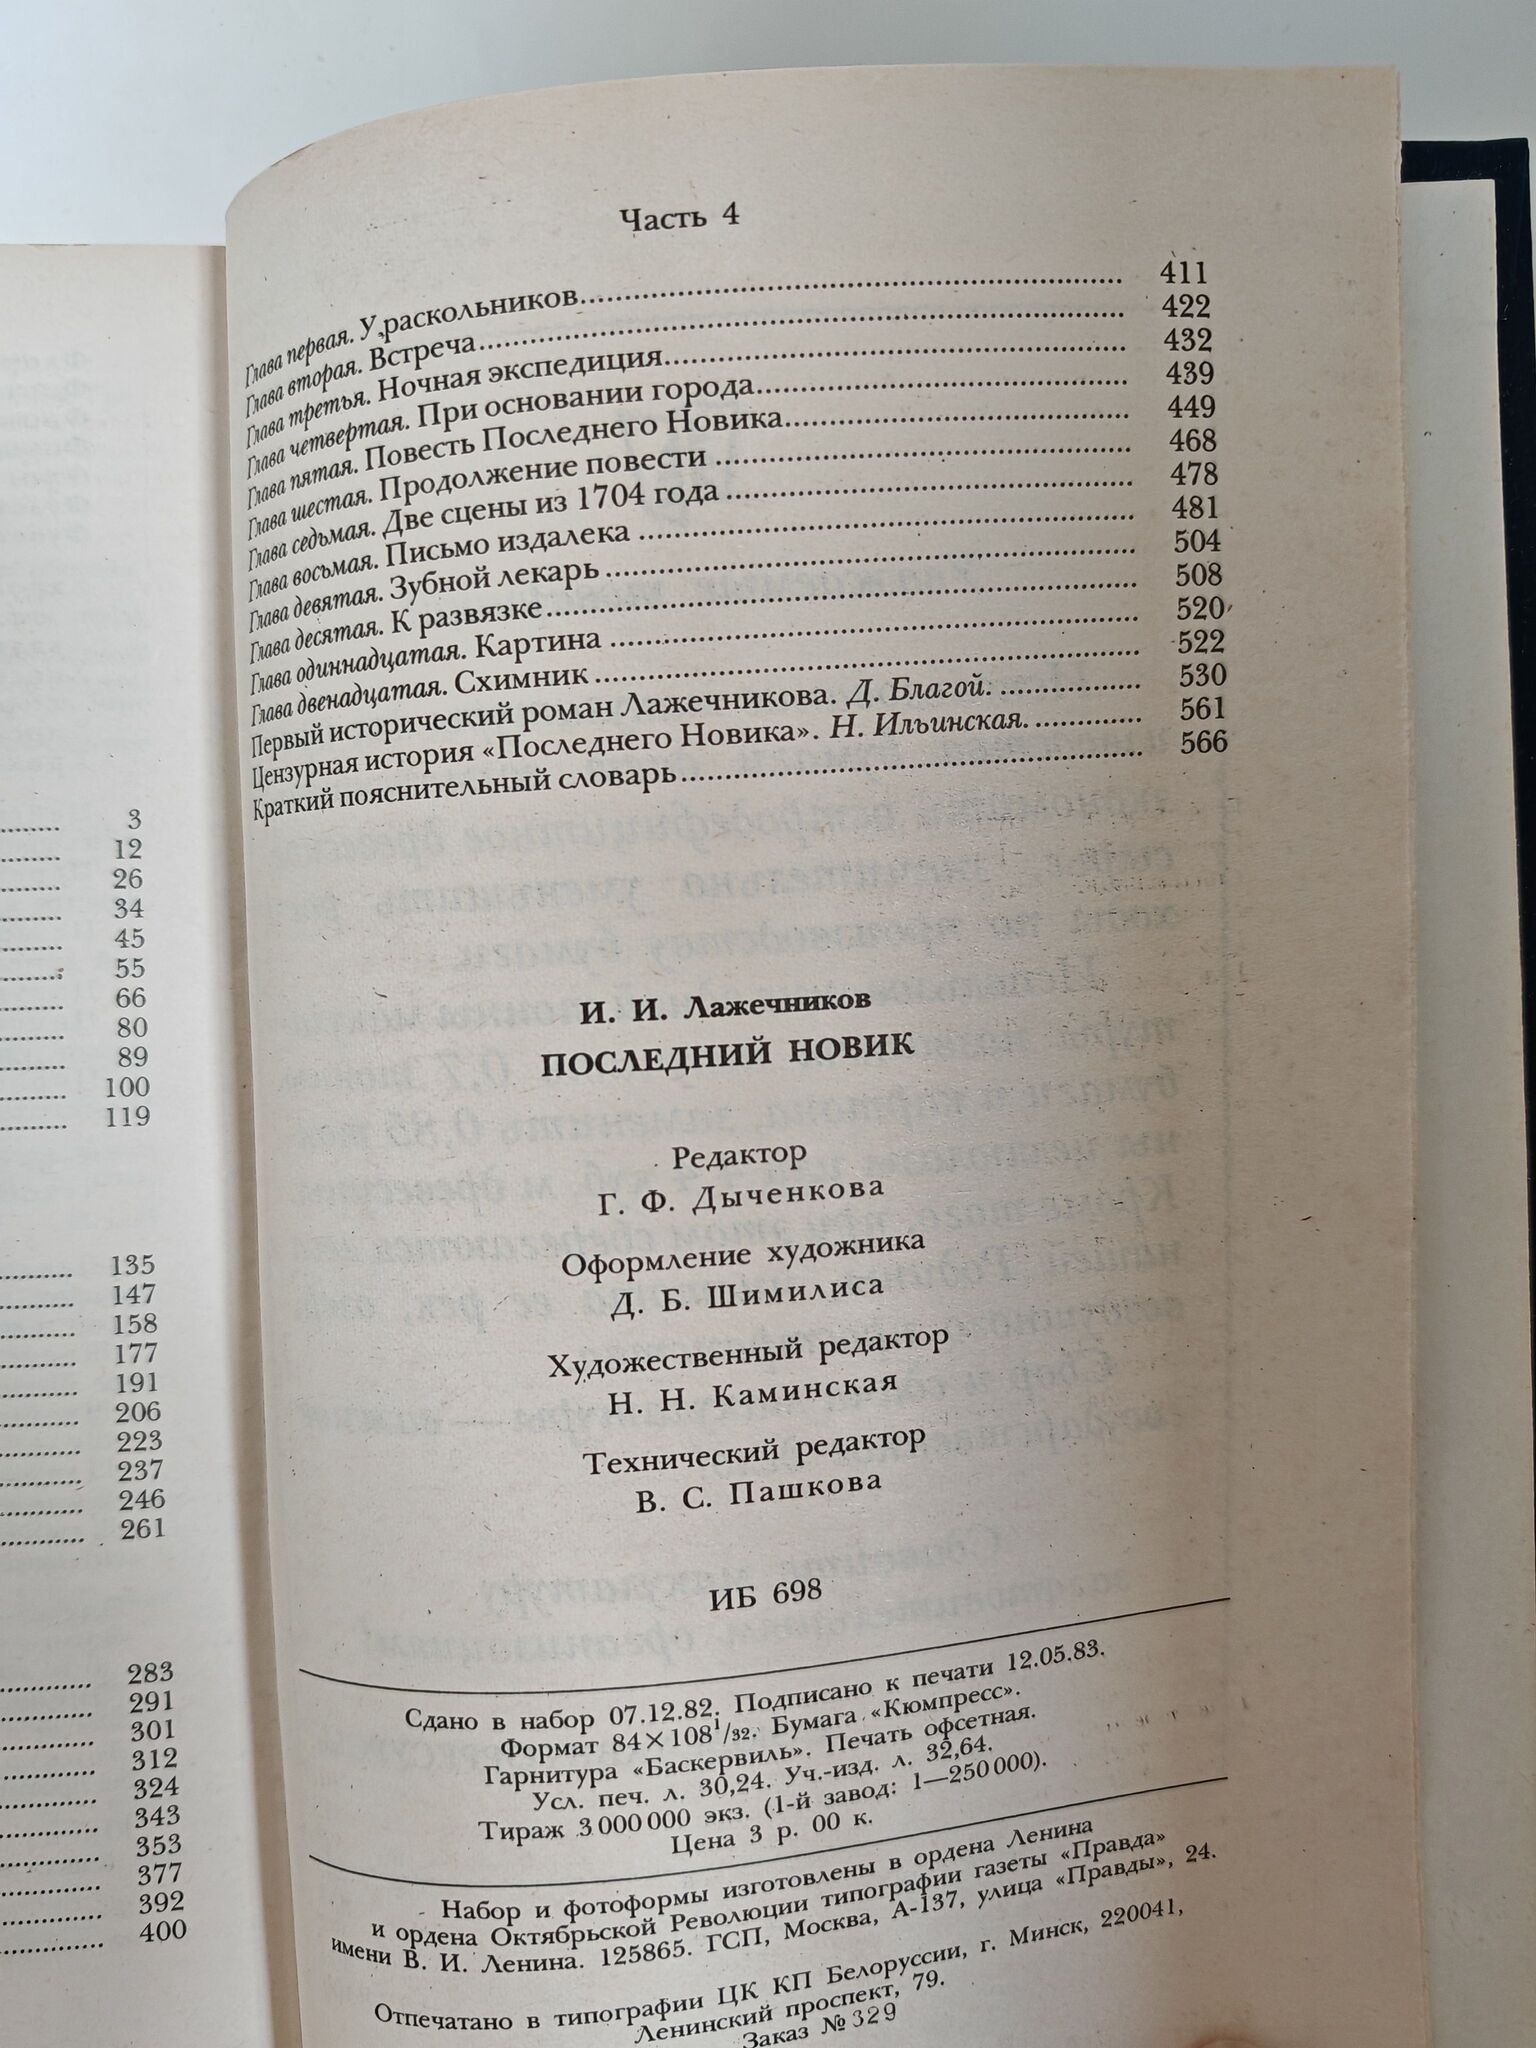 3
12
26
34
45
55
66
80
89
100
119
135
147
158
177
191
206
223
237
246
261
283
291
301
312
324
343
353
377
392
400
Часть 4
Глава первая. У раскольников 411
Глава вторая. Встреча 422
Глава третья. Ночная экспедиция 432
Глава четвертая. При основании города 439
Глава пятая. Повесть Последнего Новика 449
Глава шестая. Продолжение повести 468
Глава седьмая. Две сцены из 1704 года 478
Глава восьмая. Письмо издалека 481
Глава девятая. Зубной лекарь 504
Глава десятая. К развязке 508
Глава одиннадцатая. Картина 520
Глава двенадцатая. Схимник 522
Первый исторический роман Лажечникова. Д. Благой. 530
Цензурная история «Последнего Новика». Н. Ильинская. 561
Краткий пояснительный словарь 566
И. И. Лажечников
ПОСЛЕДНИЙ НОВИК
Редактор
Г. Ф. Дыченкова
Оформление художника
Д. Б. Шимилиса
Художественный редактор
Н. Н. Каминская
Технический редактор
В. С. Пашкова
ИБ 698
Сдано в набор 07.12.82. Подписано к печати 12.05.83.
Формат 84×108¹/₃₂. Бумага «Кюмпресс».
Гарнитура «Баскервиль». Печать офсетная.
Усл. печ. л. 30,24. Уч.-изд. л. 32,64.
Тираж 3 000 000 экз. (1-й завод: 1—250 000).
Цена 3 р. 00 к.
Набор и фотоформы изготовлены в ордена Ленина
и ордена Октябрьской Революции типографии газеты «Правда»
имени В. И. Ленина. 125865. ГСП, Москва, А-137, улица «Правды», 24.
Отпечатано в типографии ЦК КП Белоруссии, г. Минск, 220041,
Ленинский проспект, 79.
Заказ № 329